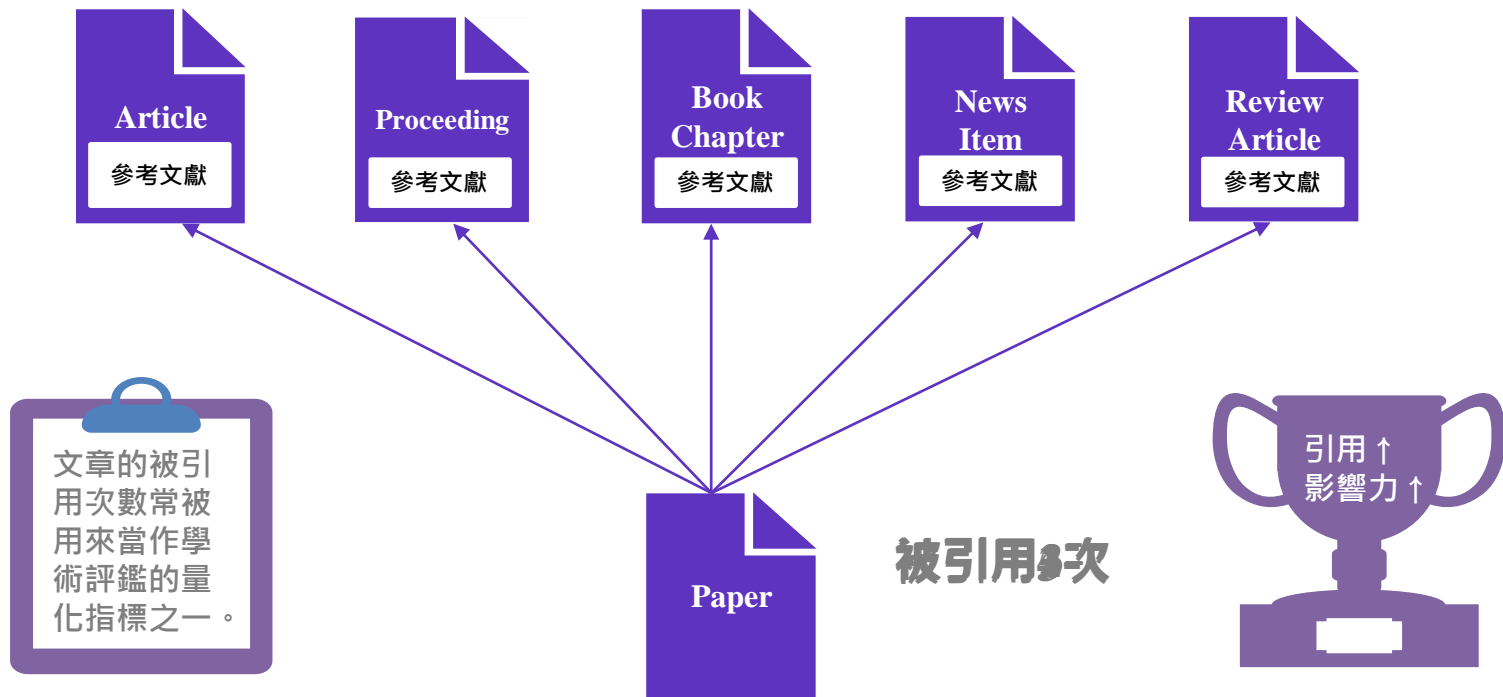 Article
參考文獻
Proceeding
參考文獻
Book
Chapter
參考文獻
News
Item
參考文獻
Review
Article
參考文獻
文章的被引
用次數常被
用來當作學
術評鑑的量
化指標之一。
Paper
被引用 次
引用↑
影響力↑